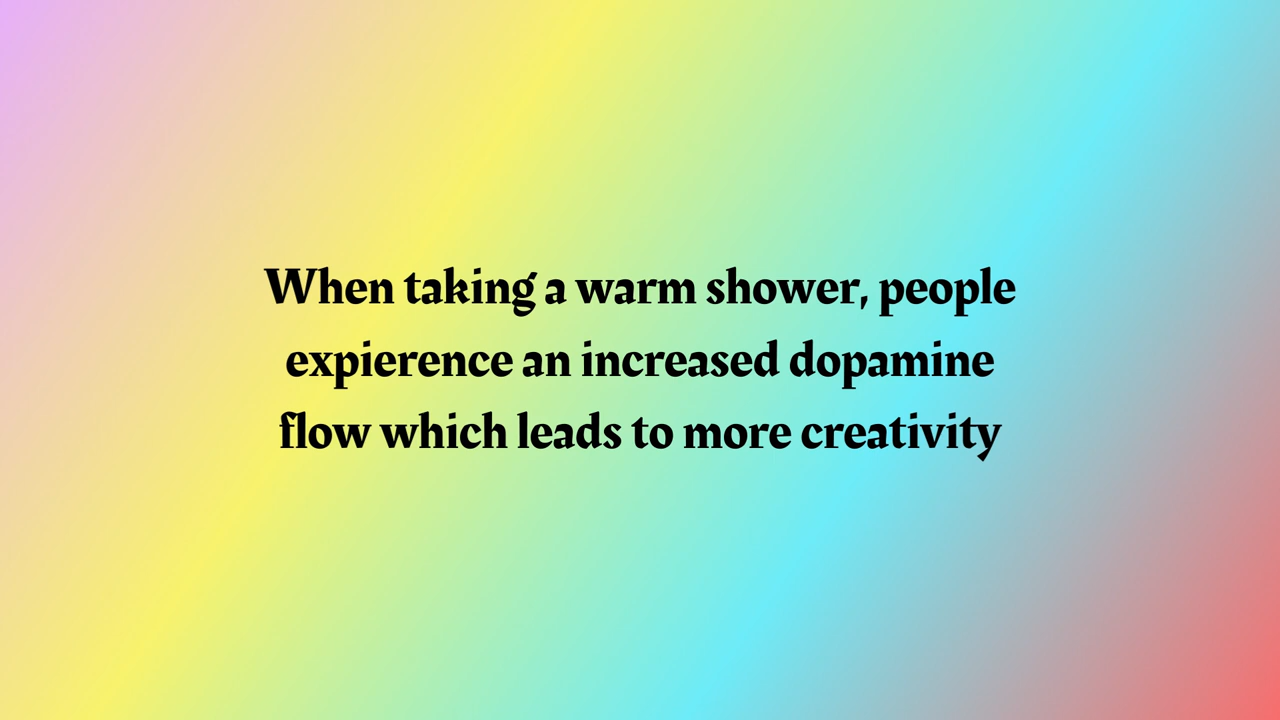 When taking a warm shower, people
expierence an increased dopamine
flow which leads to more creativity